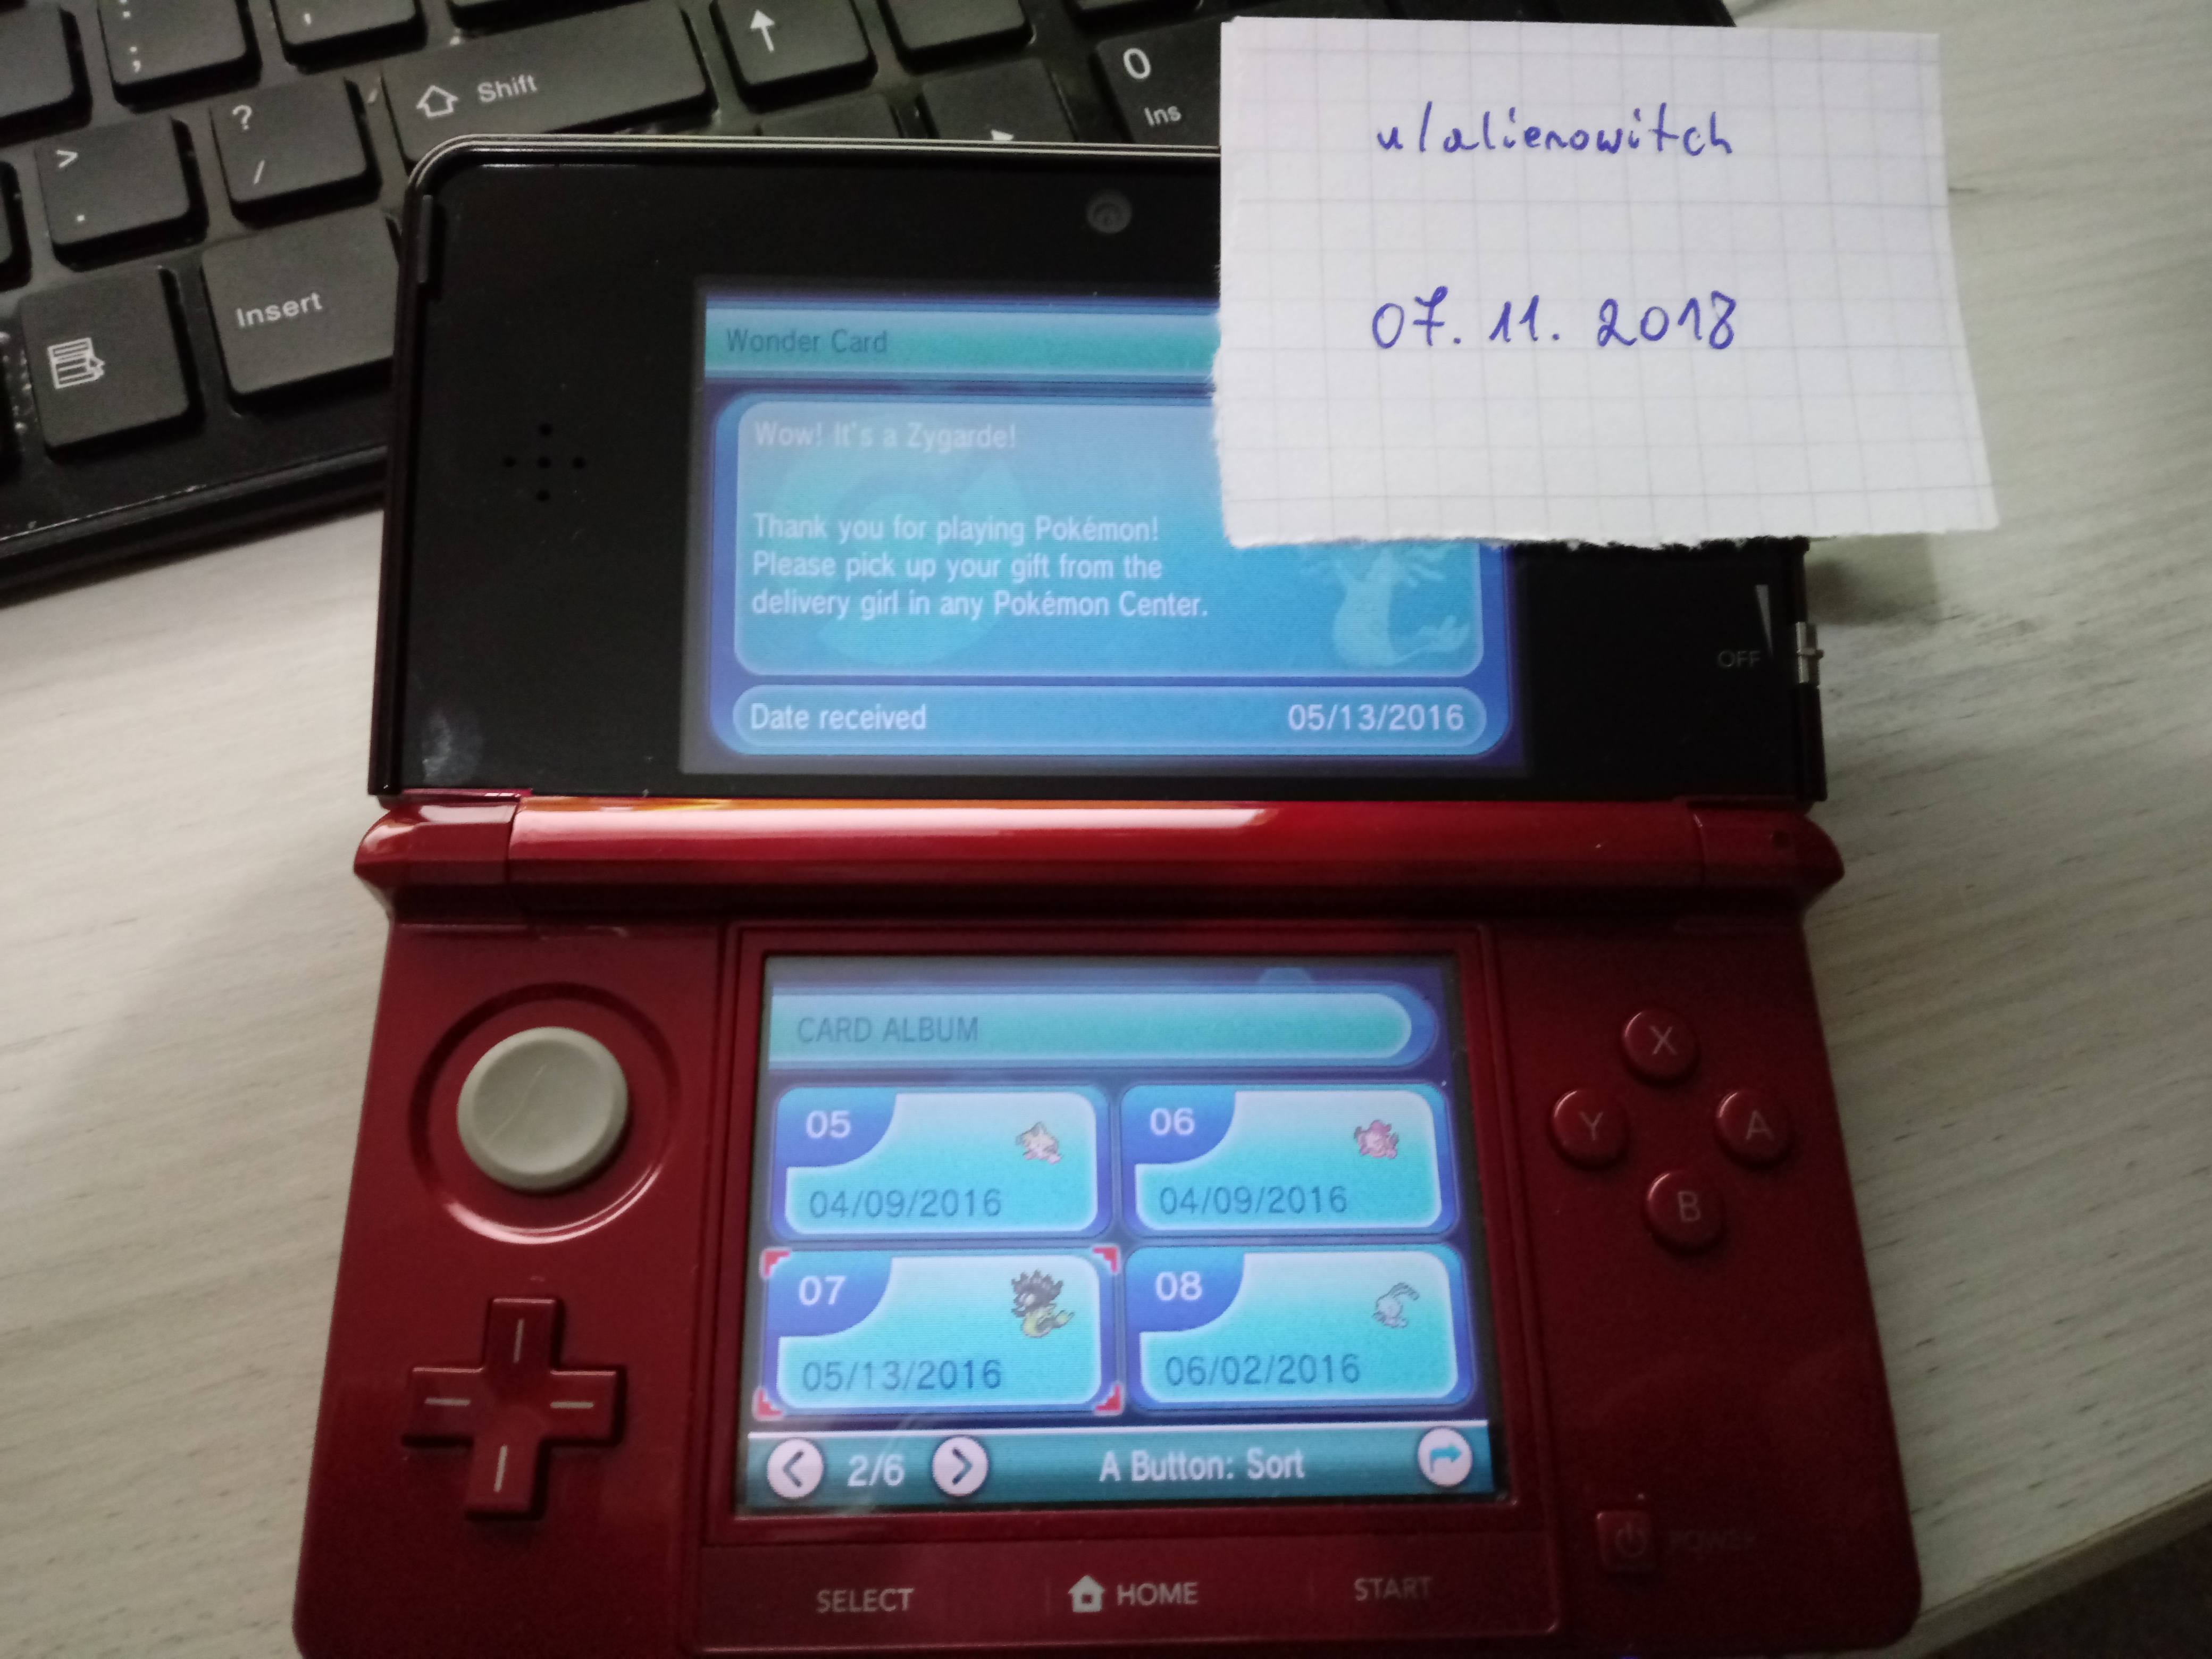 :
;
,
↑
0
Ins
Shift
?
/
>
.
Insert
u/alienowitch
07. 11. 2018
Wonder Card
Wow! It's a Zygarde!
Thank you for playing Pokémon!
Please pick up your gift from the
delivery girl in any Pokémon Center.
Date received 05/13/2016
OFF
CARD ALBUM
05 06
04/09/2016 04/09/2016
07 08
05/13/2016 06/02/2016
2/6 A Button: Sort
X
Y A
B
POWER
SELECT HOME START